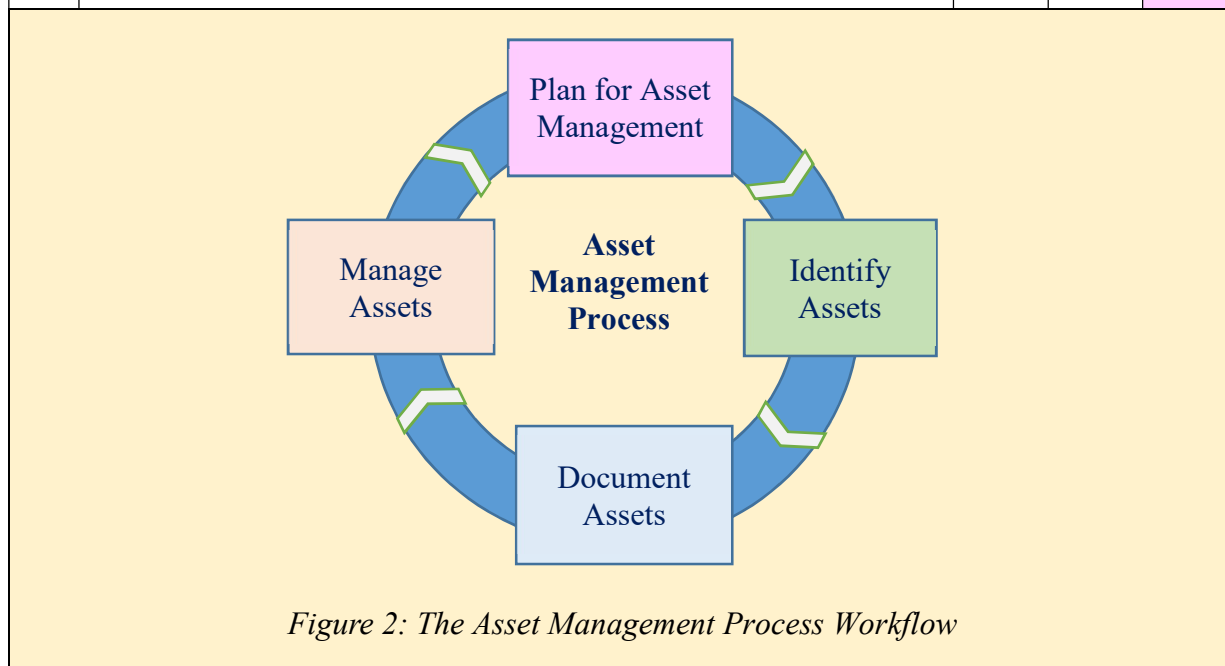 Plan for Asset
Management
Asset
Management
Process
Manage
Assets
Identify
Assets
Document
Assets
Figure 2: The Asset Management Process Workflow